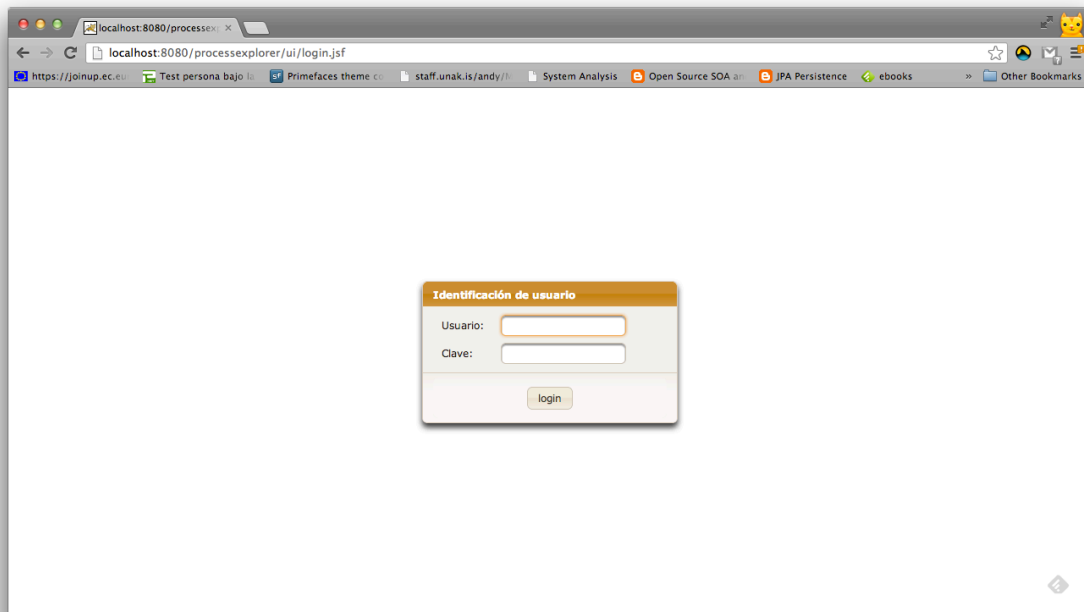 localhost:8080/processex
localhost:8080/processexplorer/ui/login.jsf
https://joinup.ec.eu
Test persona bajo la
Primefaces theme co
staff.unak.is/andy/
System Analysis
Open Source SOA an
JPA Persistence
ebooks
»
Other Bookmarks
Identificación de usuario
Usuario:
Clave:
login